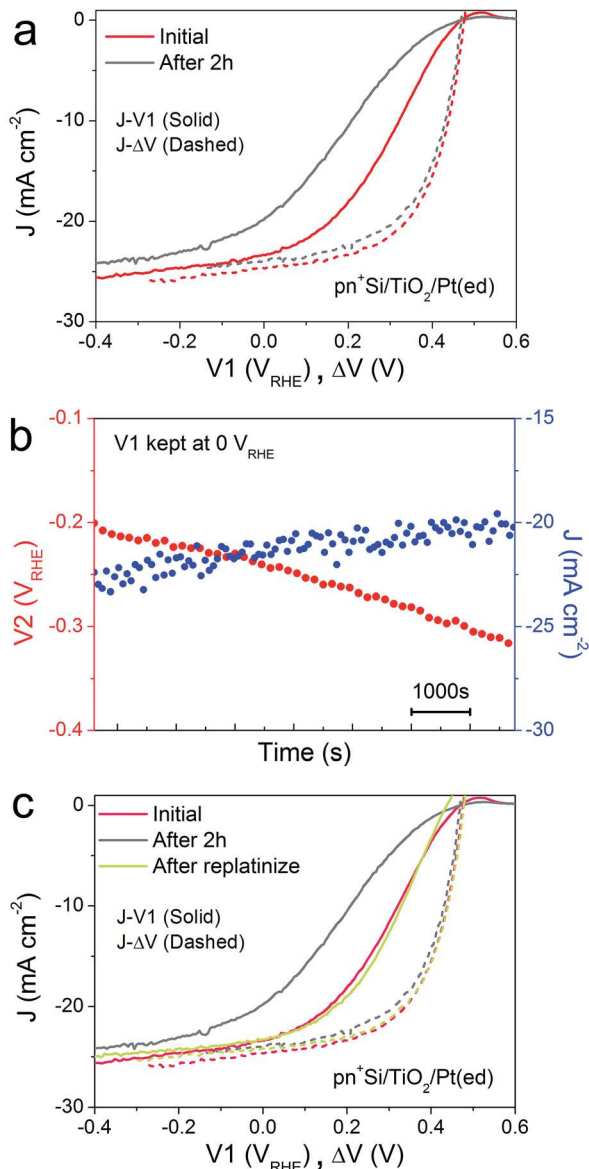 a
Initial
After 2h
J-V1 (Solid)
J-ΔV (Dashed)
pn⁺Si/TiO₂/Pt(ed)
J (mA cm⁻²)
0
-10
-20
-30
-0.4 -0.2 0.0 0.2 0.4 0.6
V1 (V_RHE) , ΔV (V)
b
V1 kept at 0 V_RHE
V2 (V_RHE)
-0.1
-0.2
-0.3
-0.4
J (mA cm⁻²)
-15
-20
-25
-30
1000s
Time (s)
c
Initial
After 2h
After replatinize
J-V1 (Solid)
J-ΔV (Dashed)
pn⁺Si/TiO₂/Pt(ed)
J (mA cm⁻²)
0
-10
-20
-30
-0.4 -0.2 0.0 0.2 0.4 0.6
V1 (V_RHE) , ΔV (V)